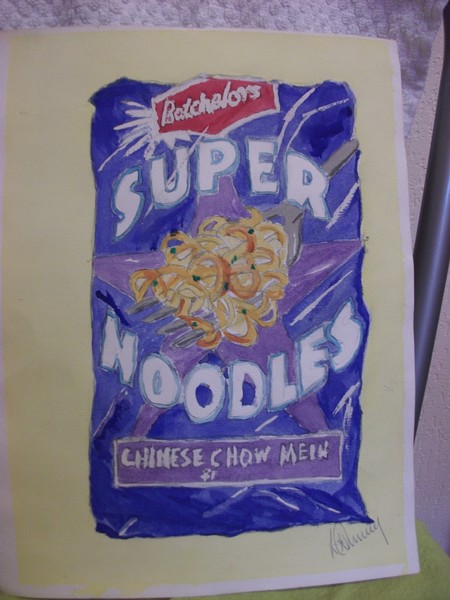 Batchelors
SUPER
NOODLES
CHINESE CHOW MEIN